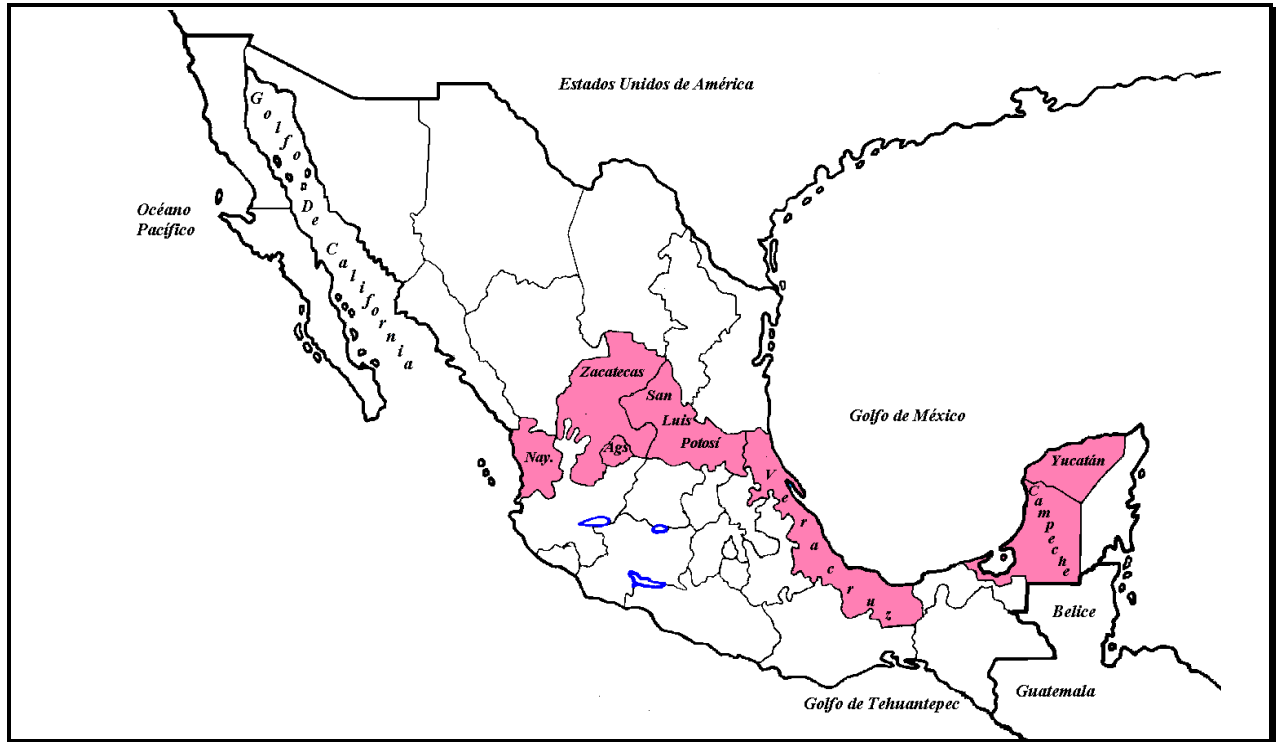 Estados Unidos de América
Golfo De California
Océano
Pacífico
Zacatecas
San
Luis
Potosí
Ags
Nay.
Veracruz
Golfo de México
Yucatán
Campeche
Belice
Guatemala
Golfo de Tehuantepec